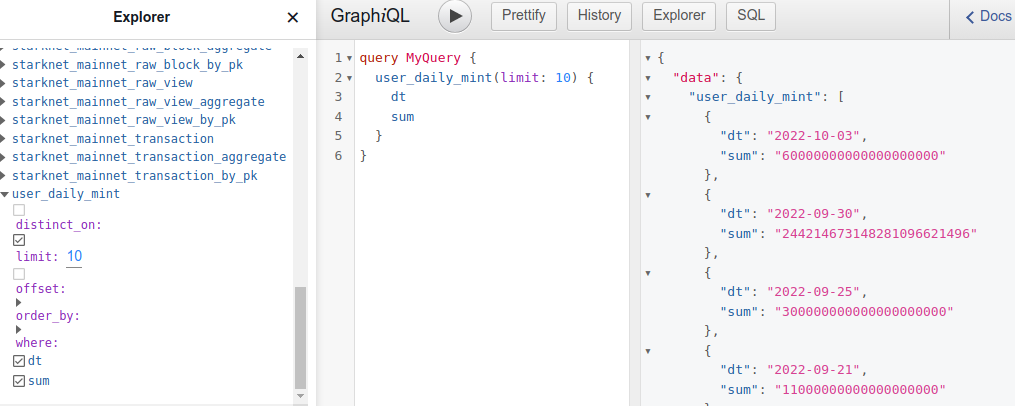 Explorer
starknet_mainnet_raw_block_aggregate
starknet_mainnet_raw_block_by_pk
starknet_mainnet_raw_view
starknet_mainnet_raw_view_aggregate
starknet_mainnet_raw_view_by_pk
starknet_mainnet_transaction
starknet_mainnet_transaction_aggregate
starknet_mainnet_transaction_by_pk
user_daily_mint
distinct_on:
limit: 10
offset:
order_by:
where:
dt
sum
GraphiQL
Prettify
History
Explorer
SQL
Docs
1 query MyQuery {
2 user_daily_mint(limit: 10) {
3 dt
4 sum
5 }
6 }
{
"data": {
"user_daily_mint": [
{
"dt": "2022-10-03",
"sum": "60000000000000000000"
},
{
"dt": "2022-09-30",
"sum": "244214673148281096621496"
},
{
"dt": "2022-09-25",
"sum": "300000000000000000000"
},
{
"dt": "2022-09-21",
"sum": "11000000000000000000"